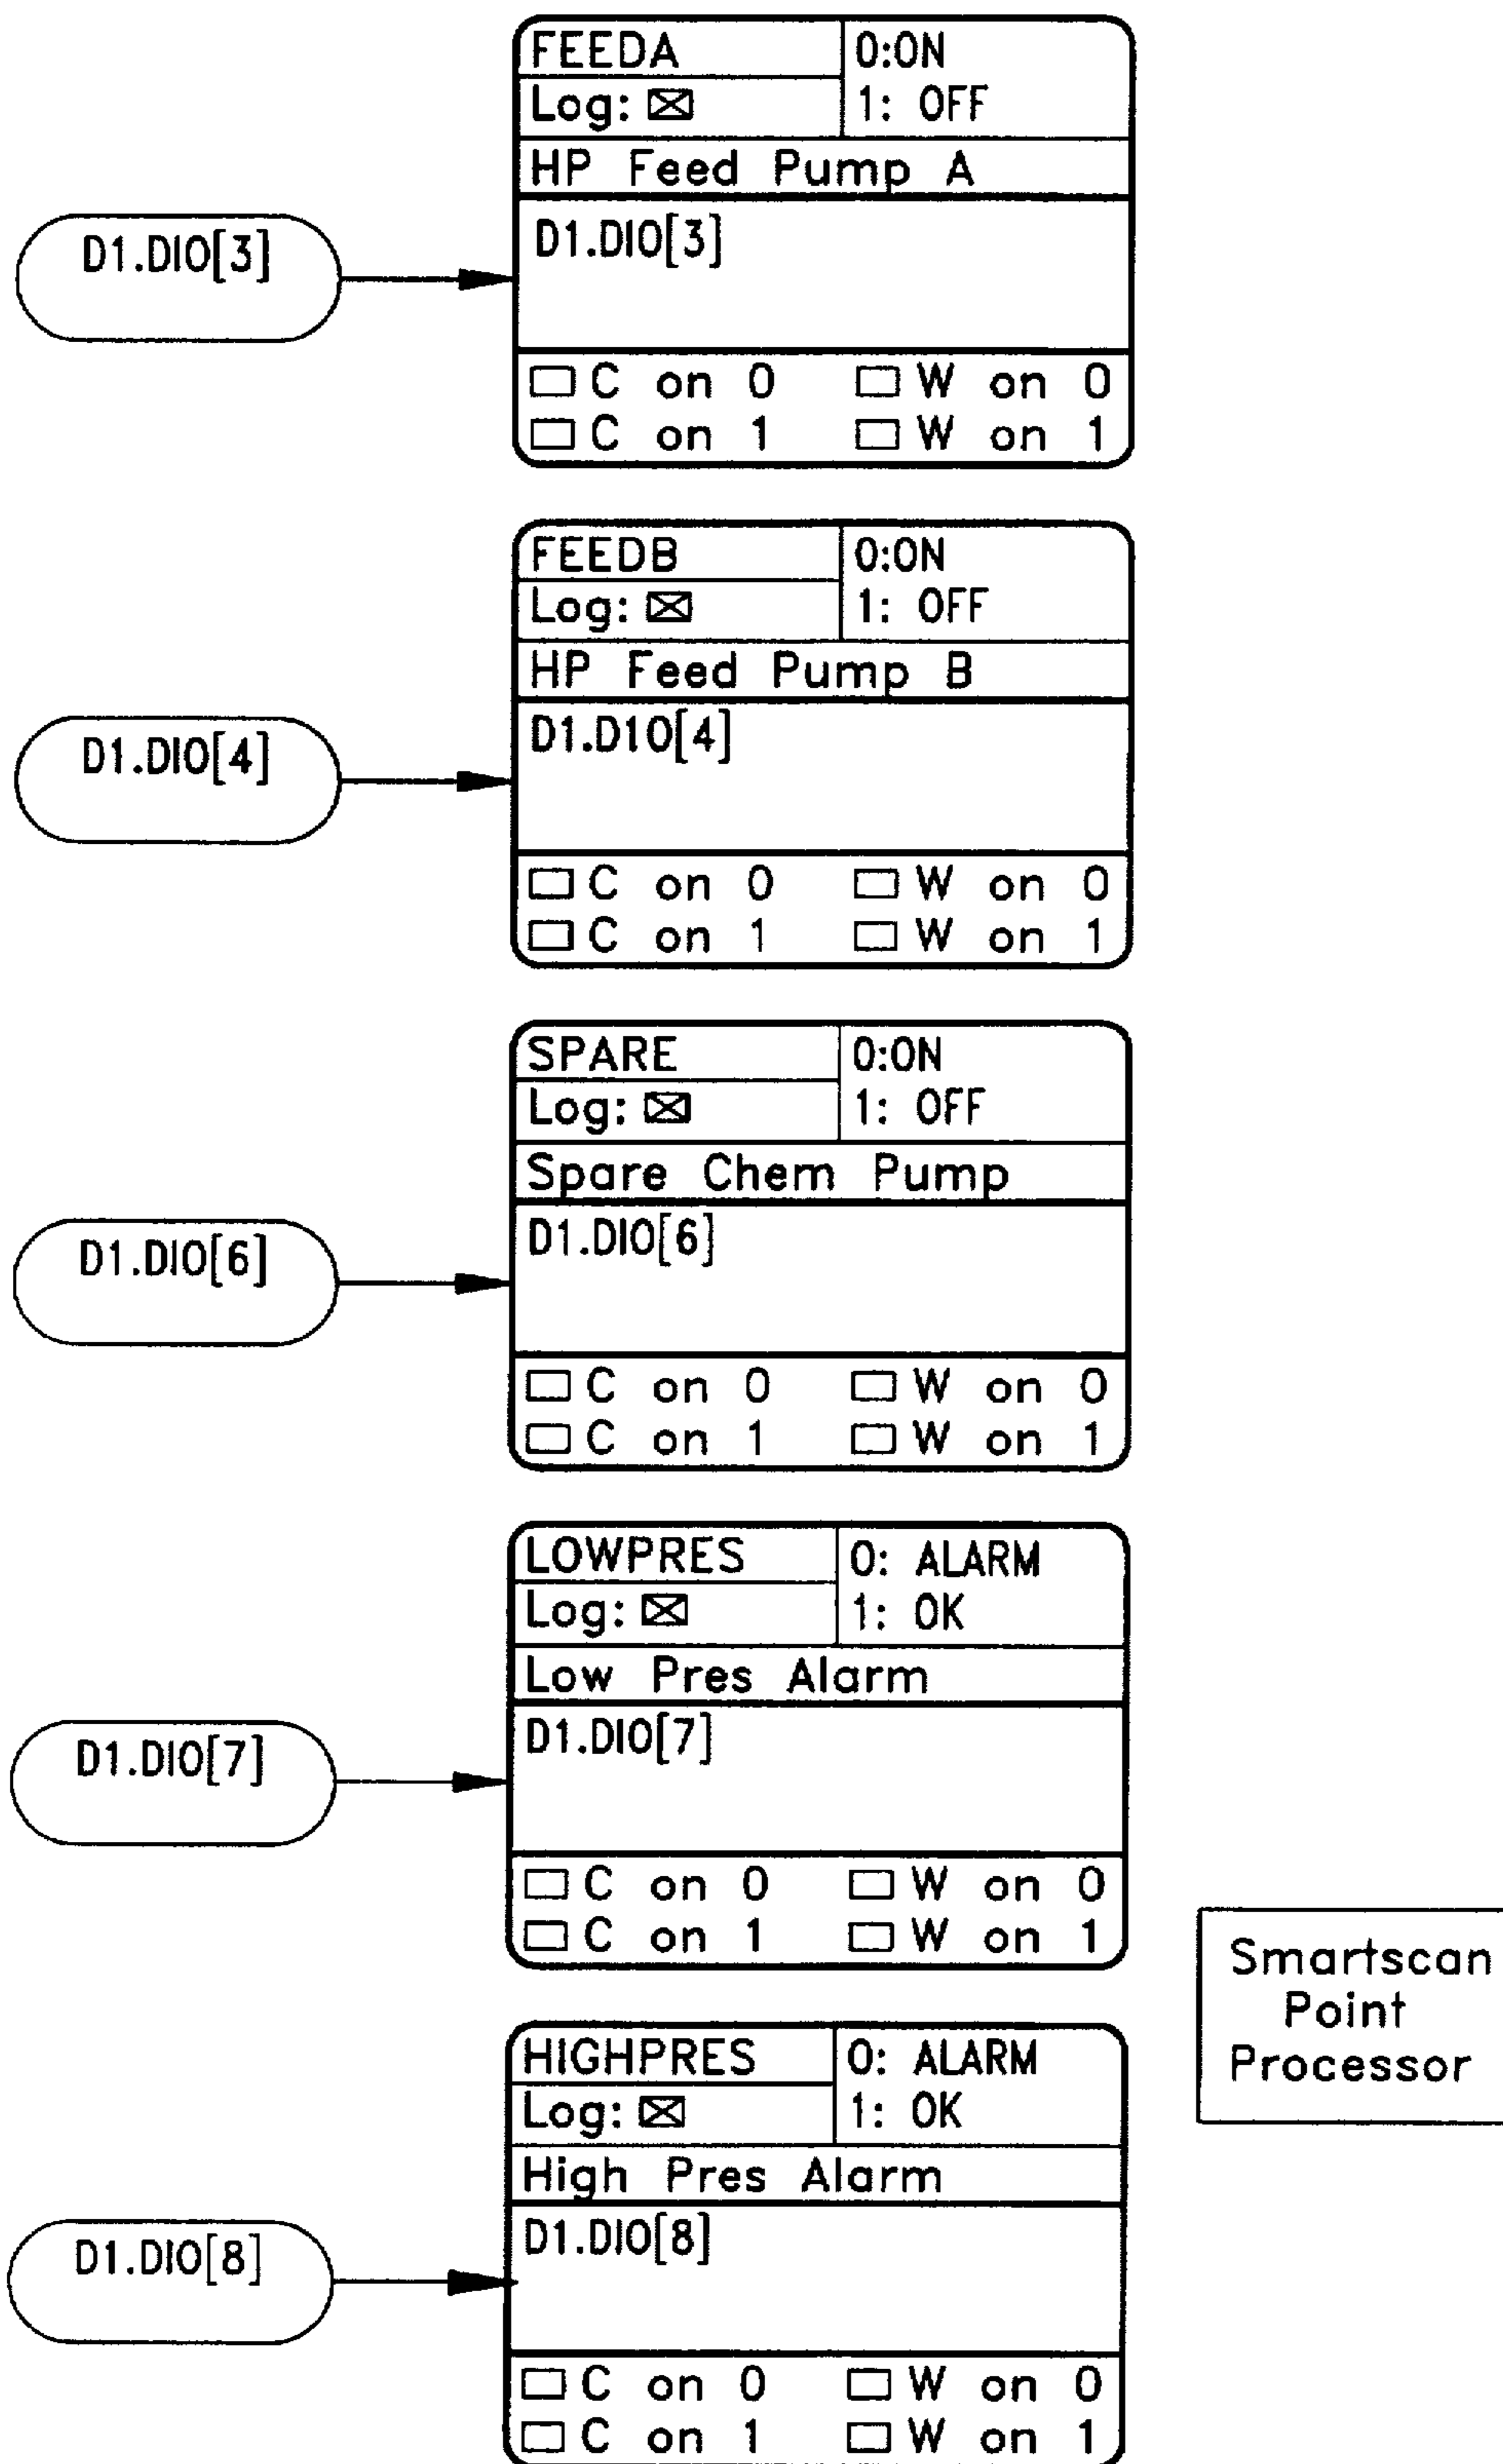 FEEDA
0:ON
Log: ☒
1: OFF
HP Feed Pump A
D1.DIO[3]
D1.DIO[3]
☐ C on 0 ☐ W on 0
☐ C on 1 ☐ W on 1
FEEDB
0:ON
Log: ☒
1: OFF
HP Feed Pump B
D1.DIO[4]
D1.D1O[4]
☐ C on 0 ☐ W on 0
☐ C on 1 ☐ W on 1
SPARE
0:ON
Log: ☒
1: OFF
Spare Chem Pump
D1.DIO[6]
D1.DIO[6]
☐ C on 0 ☐ W on 0
☐ C on 1 ☐ W on 1
LOWPRES
0: ALARM
Log: ☒
1: OK
Low Pres Alarm
D1.DIO[7]
D1.DIO[7]
☐ C on 0 ☐ W on 0
☐ C on 1 ☐ W on 1
Smartscan
Point
Processor
HIGHPRES
0: ALARM
Log: ☒
1: OK
High Pres Alarm
D1.DIO[8]
D1.DIO[8]
☐ C on 0 ☐ W on 0
☐ C on 1 ☐ W on 1